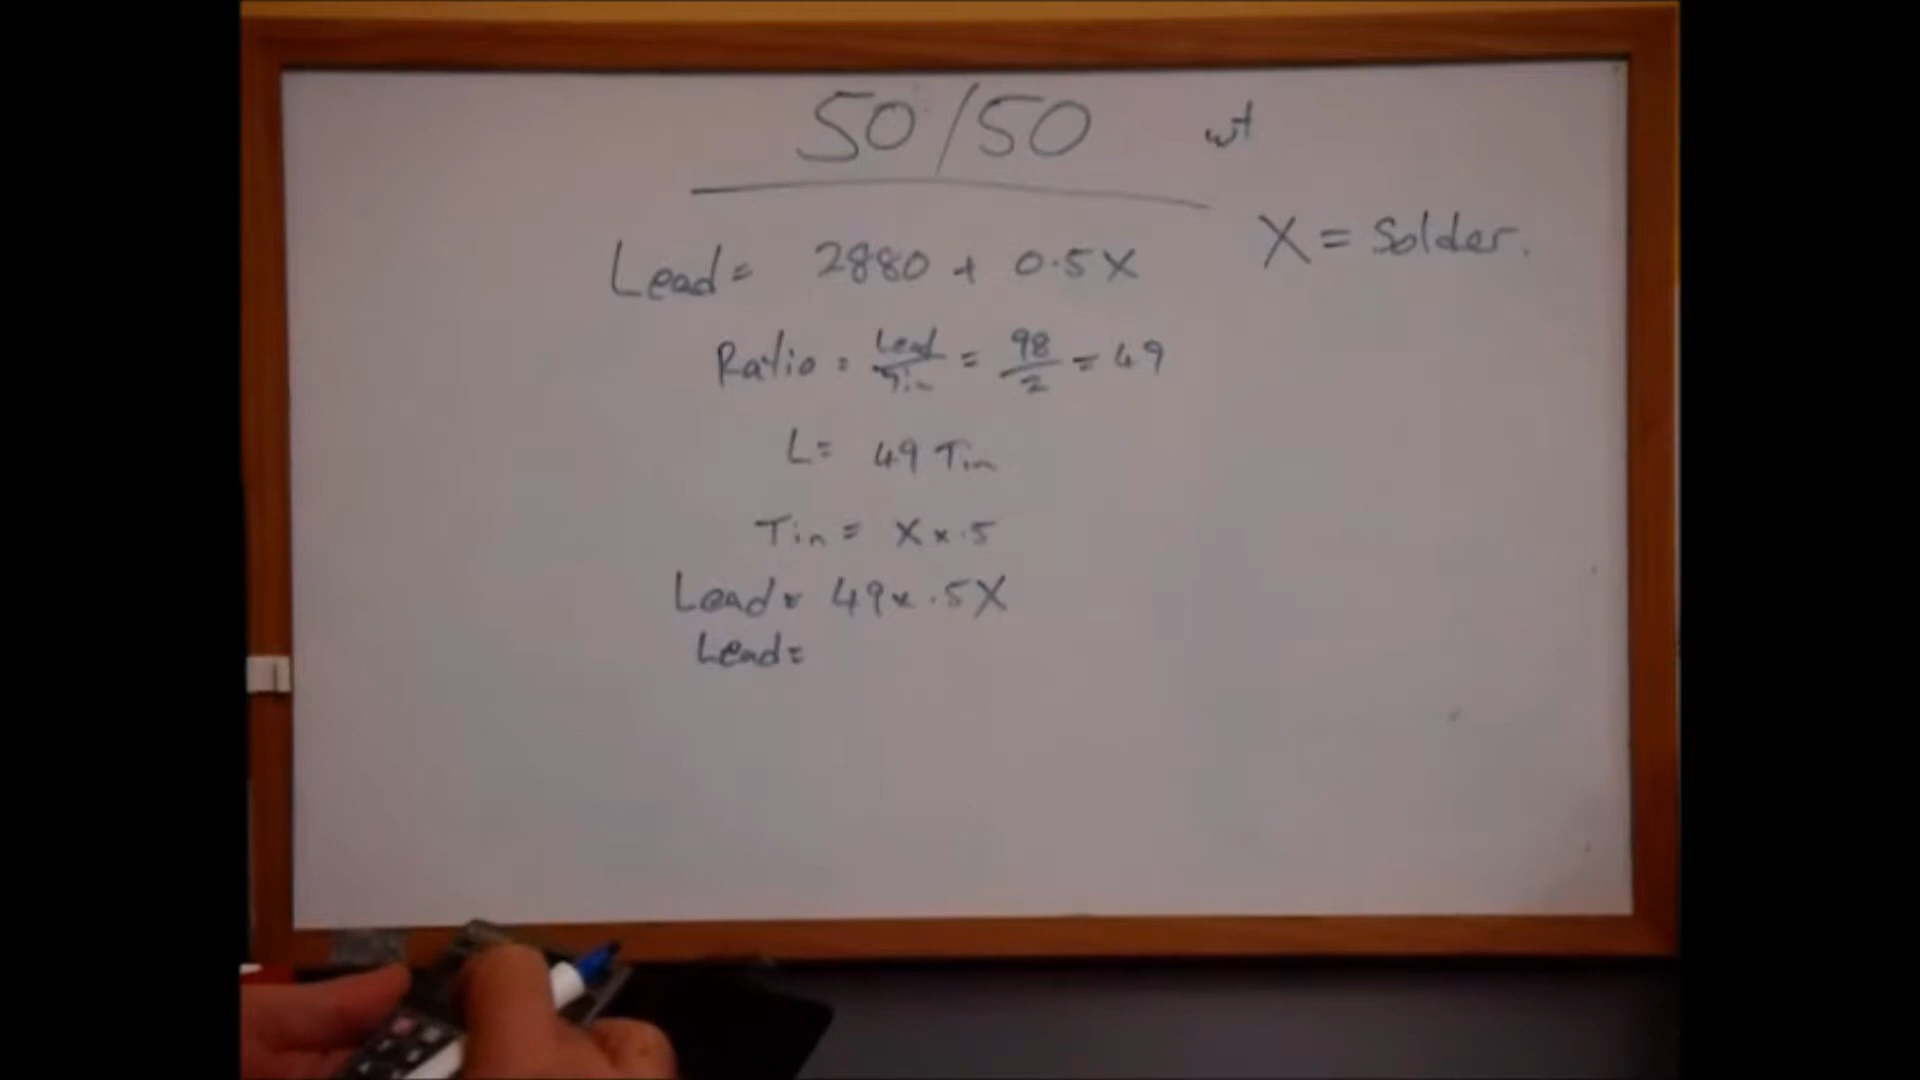 50/50 wt
X = Solder.
Lead = 2880 + 0.5X
Ratio = Lead/Tin = 98/2 = 49
L = 49 Tin
Tin = X x .5
Lead = 49 x .5X
Lead =